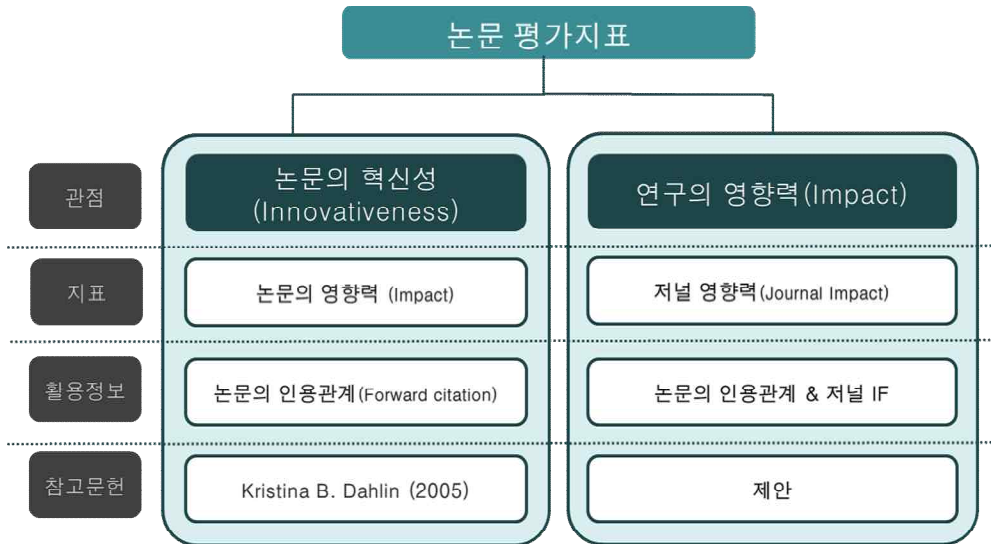 논문 평가지표
관점
논문의 혁신성
(Innovativeness)
연구의 영향력(Impact)
지표
논문의 영향력 (Impact)
저널 영향력(Journal Impact)
활용정보
논문의 인용관계(Forward citation)
논문의 인용관계 & 저널 IF
참고문헌
Kristina B. Dahlin (2005)
제안